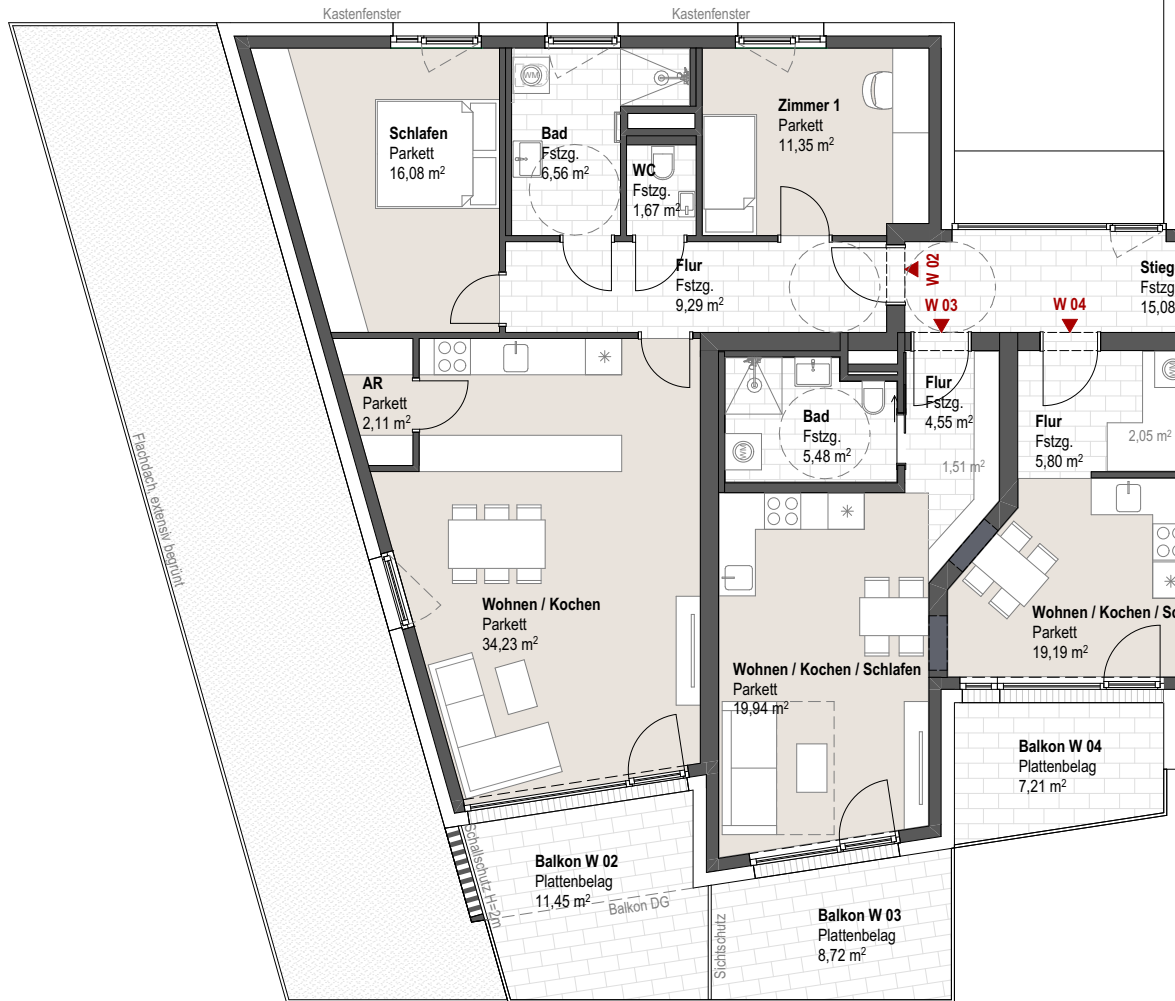 Kastenfenster
Kastenfenster
WM
Schlafen
Parkett
16,08 m²
Bad
Fstzg.
6,56 m²
WC
Fstzg.
1,67 m²
Zimmer 1
Parkett
11,35 m²
Flur
Fstzg.
9,29 m²
W 02
W 03
W 04
Stieg
Fstzg
15,08
AR
Parkett
2,11 m²
Bad
Fstzg.
5,48 m²
WM
Flur
Fstzg.
4,55 m²
1,51 m²
Flur
Fstzg.
5,80 m²
2,05 m²
Flachdach, extensiv begrünt
Wohnen / Kochen
Parkett
34,23 m²
Wohnen / Kochen / Schlafen
Parkett
19,94 m²
Wohnen / Kochen / Sc
Parkett
19,19 m²
Balkon W 04
Plattenbelag
7,21 m²
Schallschutz H=2m
Balkon W 02
Plattenbelag
11,45 m²
Balkon DG
Sichtschutz
Balkon W 03
Plattenbelag
8,72 m²